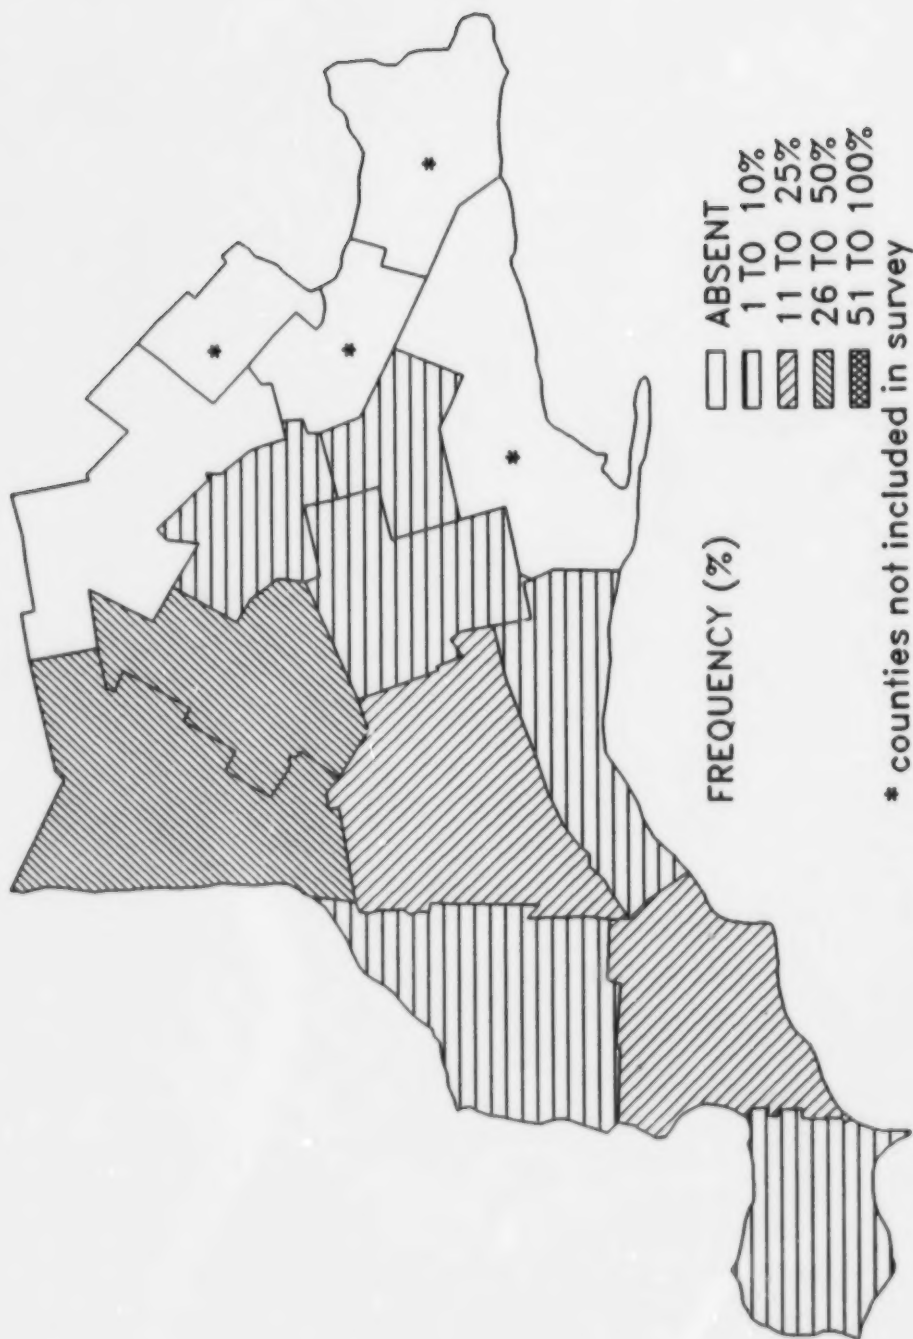 FREQUENCY (%)
ABSENT
1 TO 10%
11 TO 25%
26 TO 50%
51 TO 100%
* counties not included in survey
*
*
*
*